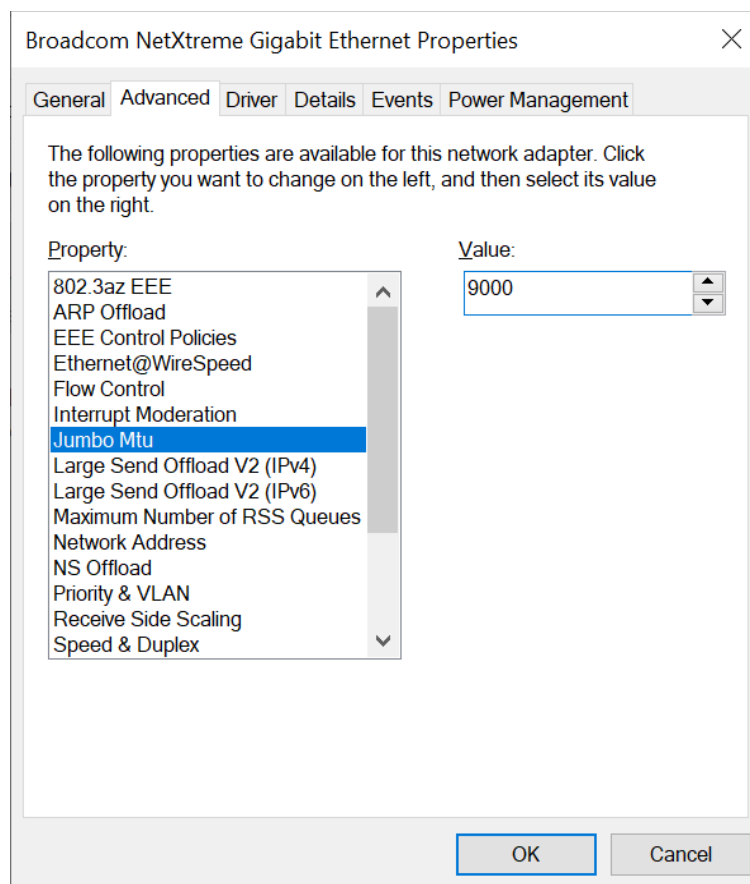 Broadcom NetXtreme Gigabit Ethernet Properties
General Advanced Driver Details Events Power Management
The following properties are available for this network adapter. Click
the property you want to change on the left, and then select its value
on the right.
Property:
Value:
802.3az EEE
ARP Offload
EEE Control Policies
Ethernet@WireSpeed
Flow Control
Interrupt Moderation
Jumbo Mtu
Large Send Offload V2 (IPv4)
Large Send Offload V2 (IPv6)
Maximum Number of RSS Queues
Network Address
NS Offload
Priority & VLAN
Receive Side Scaling
Speed & Duplex
9000
OK
Cancel